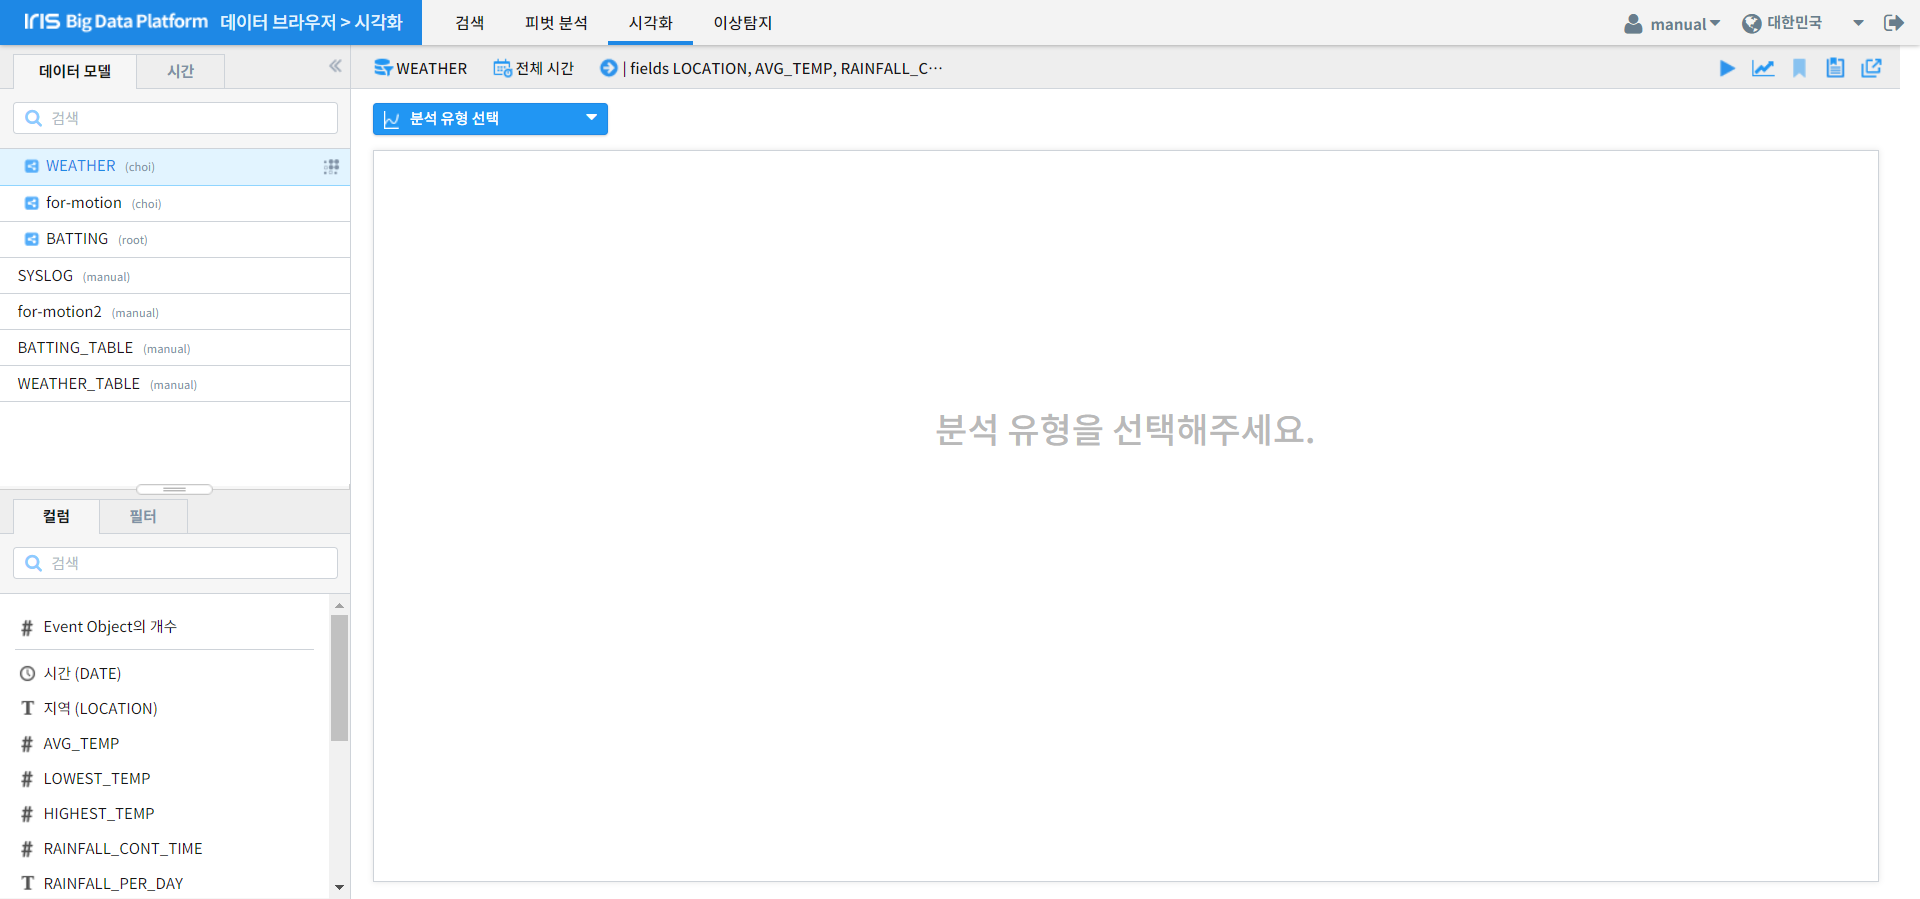 IRIS Big Data Platform 데이터 브라우저 > 시각화
검색 피벗 분석 시각화 이상탐지
manual 대한민국
데이터 모델 시간
WEATHER 전체 시간 | fields LOCATION, AVG_TEMP, RAINFALL_C···
검색
분석 유형 선택
WEATHER (choi)
for-motion (choi)
BATTING (root)
SYSLOG (manual)
for-motion2 (manual)
BATTING_TABLE (manual)
WEATHER_TABLE (manual)
분석 유형을 선택해주세요.
컬럼 필터
검색
# Event Object의 개수
시간 (DATE)
T 지역 (LOCATION)
# AVG_TEMP
# LOWEST_TEMP
# HIGHEST_TEMP
# RAINFALL_CONT_TIME
T RAINFALL_PER_DAY